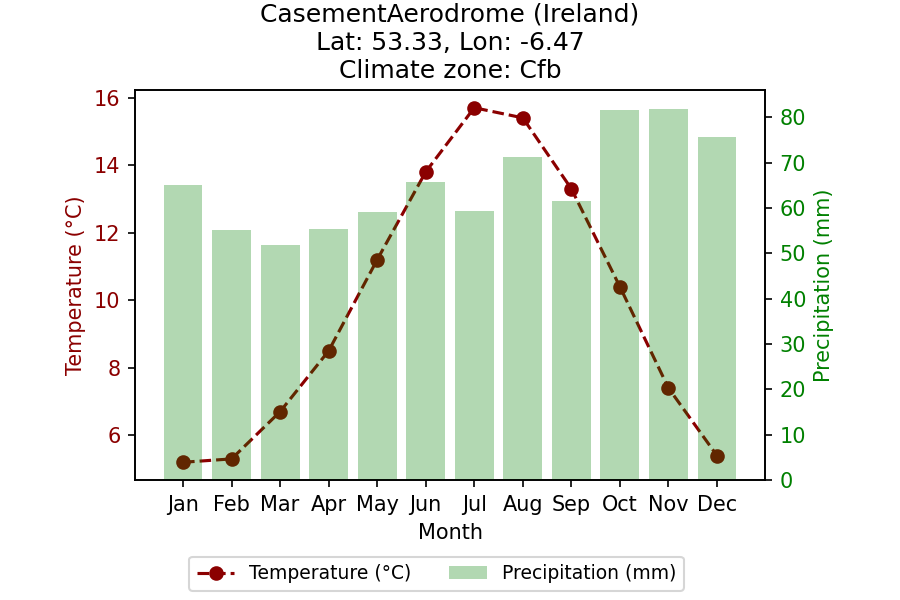 CasementAerodrome (Ireland)
Lat: 53.33, Lon: -6.47
Climate zone: Cfb
Temperature (°C)
16
14
12
10
8
6
Precipitation (mm)
80
70
60
50
40
30
20
10
0
Jan Feb Mar Apr May Jun Jul Aug Sep Oct Nov Dec
Month
Temperature (°C) Precipitation (mm)